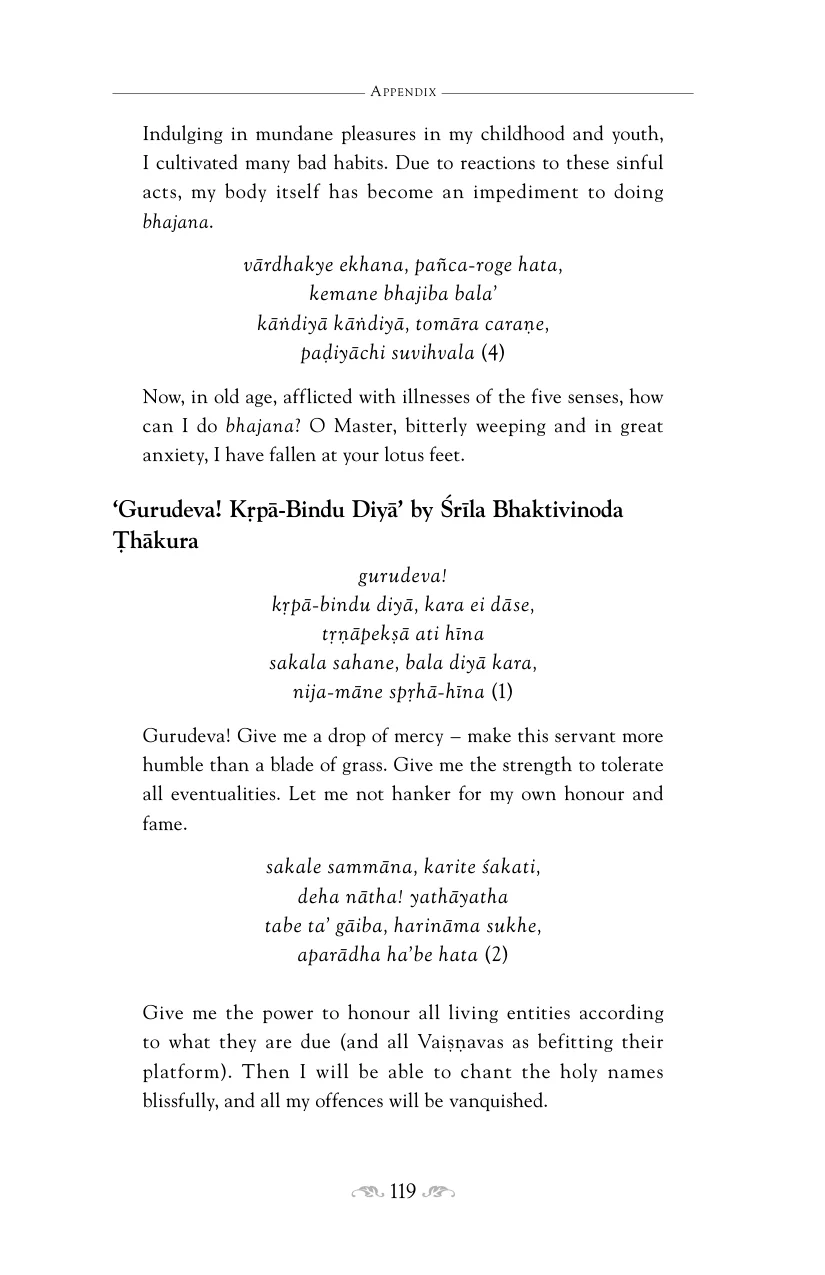 Appendix
Indulging in mundane pleasures in my childhood and youth,
I cultivated many bad habits. Due to reactions to these sinful
acts, my body itself has become an impediment to doing
bhajana.
vārdhakye ekhana, pañca-roge hata,
kemane bhajiba bala’
kāṅdiyā kāṅdiyā, tomāra caraṇe,
paḍiyāchi suvihvala (4)
Now, in old age, afflicted with illnesses of the five senses, how
can I do bhajana? O Master, bitterly weeping and in great
anxiety, I have fallen at your lotus feet.
‘Gurudeva! Kṛpā-Bindu Diyā’ by Śrīla Bhaktivinoda
Ṭhākura
gurudeva!
kṛpā-bindu diyā, kara ei dāse,
tṛṇāpekṣā ati hīna
sakala sahane, bala diyā kara,
nija-māne spṛhā-hīna (1)
Gurudeva! Give me a drop of mercy – make this servant more
humble than a blade of grass. Give me the strength to tolerate
all eventualities. Let me not hanker for my own honour and
fame.
sakale sammāna, karite śakati,
deha nātha! yathāyatha
tabe ta’ gāiba, harināma sukhe,
aparādha ha’be hata (2)
Give me the power to honour all living entities according
to what they are due (and all Vaiṣṇavas as befitting their
platform). Then I will be able to chant the holy names
blissfully, and all my offences will be vanquished.
119